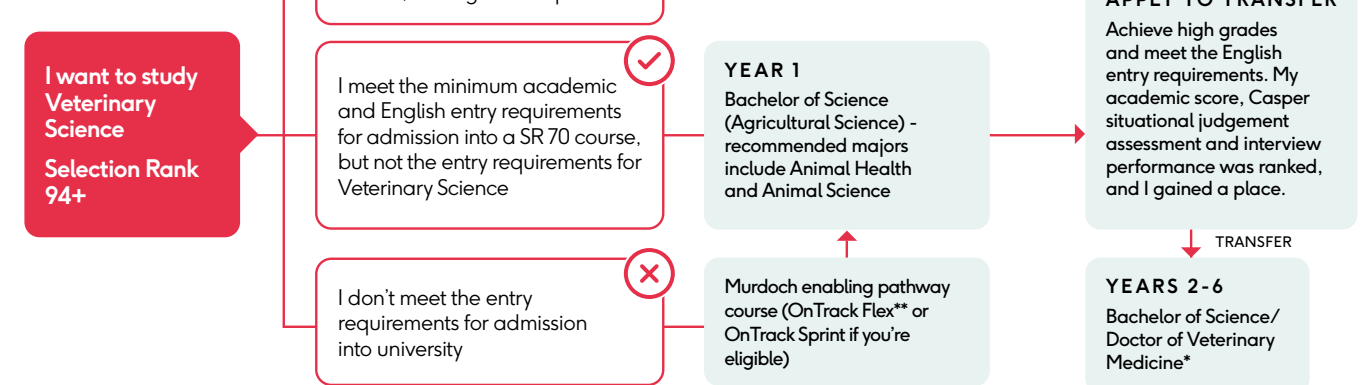 APPLY TO TRANSFER
I want to study
Veterinary
Science
Selection Rank
94+
I meet the minimum academic
and English entry requirements
for admission into a SR 70 course,
but not the entry requirements for
Veterinary Science
YEAR 1
Bachelor of Science
(Agricultural Science) -
recommended majors
include Animal Health
and Animal Science
Achieve high grades
and meet the English
entry requirements. My
academic score, Casper
situational judgement
assessment and interview
performance was ranked,
and I gained a place.
TRANSFER
I don't meet the entry
requirements for admission
into university
Murdoch enabling pathway
course (OnTrack Flex** or
OnTrack Sprint if you're
eligible)
YEARS 2-6
Bachelor of Science/
Doctor of Veterinary
Medicine*